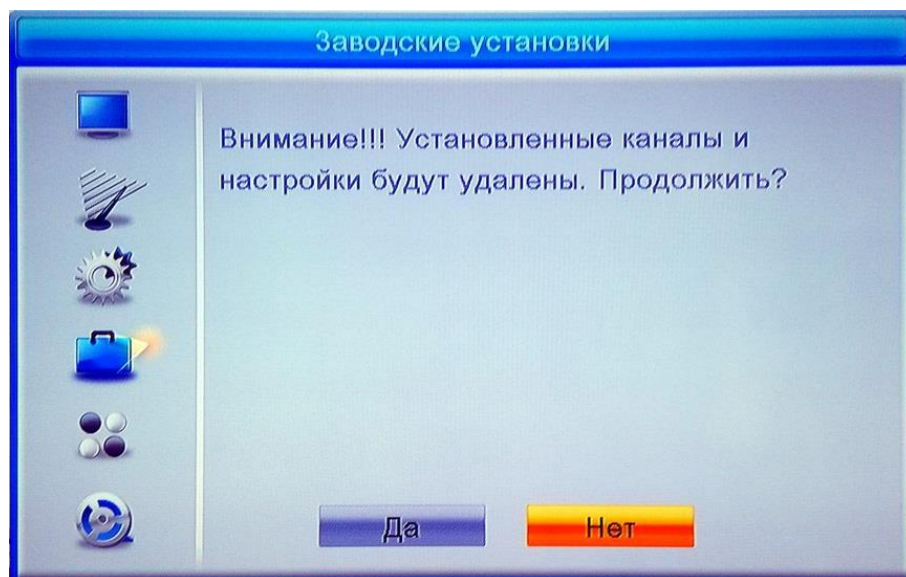 Заводские установки
Внимание!!! Установленные каналы и
настройки будут удалены. Продолжить?
Да
Нет